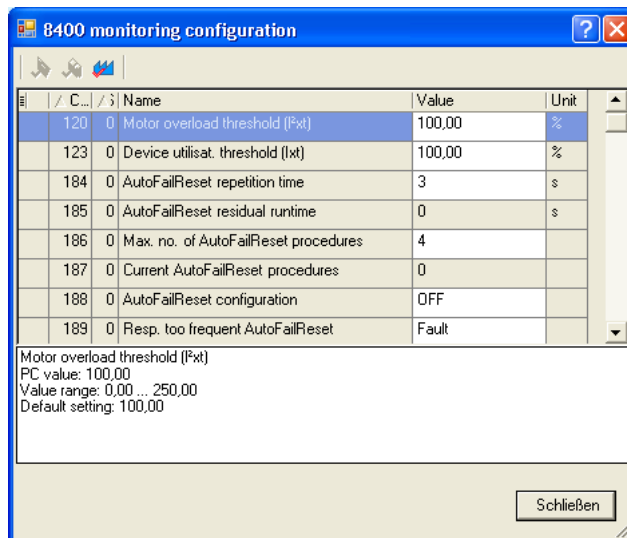 8400 monitoring configuration
C... Name Value Unit
120 0 Motor overload threshold (I²xt) 100,00 %
123 0 Device utilisat. threshold (Ixt) 100,00 %
184 0 AutoFailReset repetition time 3 s
185 0 AutoFailReset residual runtime 0 s
186 0 Max. no. of AutoFailReset procedures 4
187 0 Current AutoFailReset procedures 0
188 0 AutoFailReset configuration OFF
189 0 Resp. too frequent AutoFailReset Fault
Motor overload threshold (I²xt)
PC value: 100,00
Value range: 0,00 ... 250,00
Default setting: 100,00
Schließen